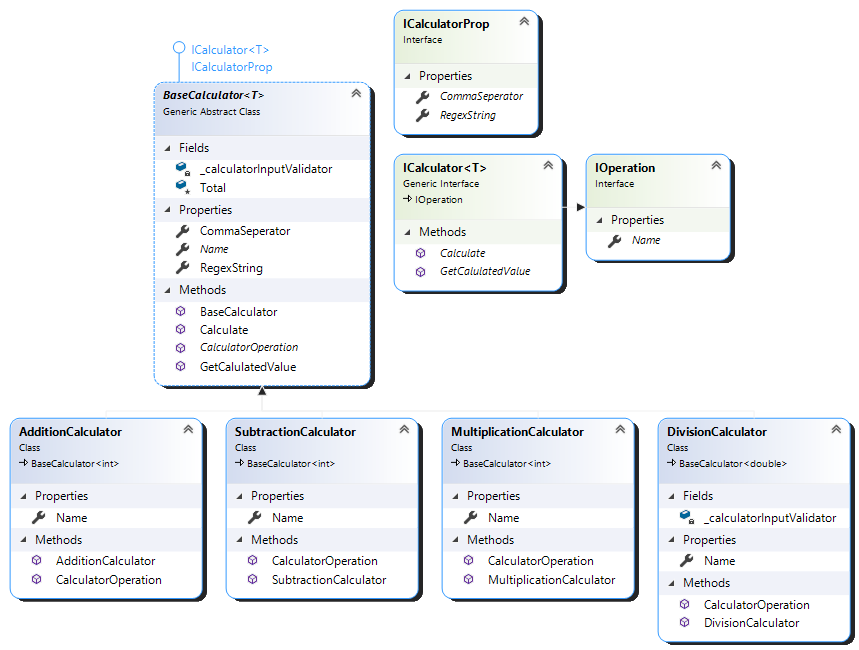 ICalculator<T>
ICalculatorProp
BaseCalculator<T>
Generic Abstract Class
Fields
_calculatorInputValidator
Total
Properties
CommaSeperator
Name
RegexString
Methods
BaseCalculator
Calculate
CalculatorOperation
GetCalulatedValue
ICalculatorProp
Interface
Properties
CommaSeperator
RegexString
ICalculator<T>
Generic Interface
IOperation
Methods
Calculate
GetCalulatedValue
IOperation
Interface
Properties
Name
AdditionCalculator
Class
BaseCalculator<int>
Properties
Name
Methods
AdditionCalculator
CalculatorOperation
SubtractionCalculator
Class
BaseCalculator<int>
Properties
Name
Methods
CalculatorOperation
SubtractionCalculator
MultiplicationCalculator
Class
BaseCalculator<int>
Properties
Name
Methods
CalculatorOperation
MultiplicationCalculator
DivisionCalculator
Class
BaseCalculator<double>
Fields
_calculatorInputValidator
Properties
Name
Methods
CalculatorOperation
DivisionCalculator